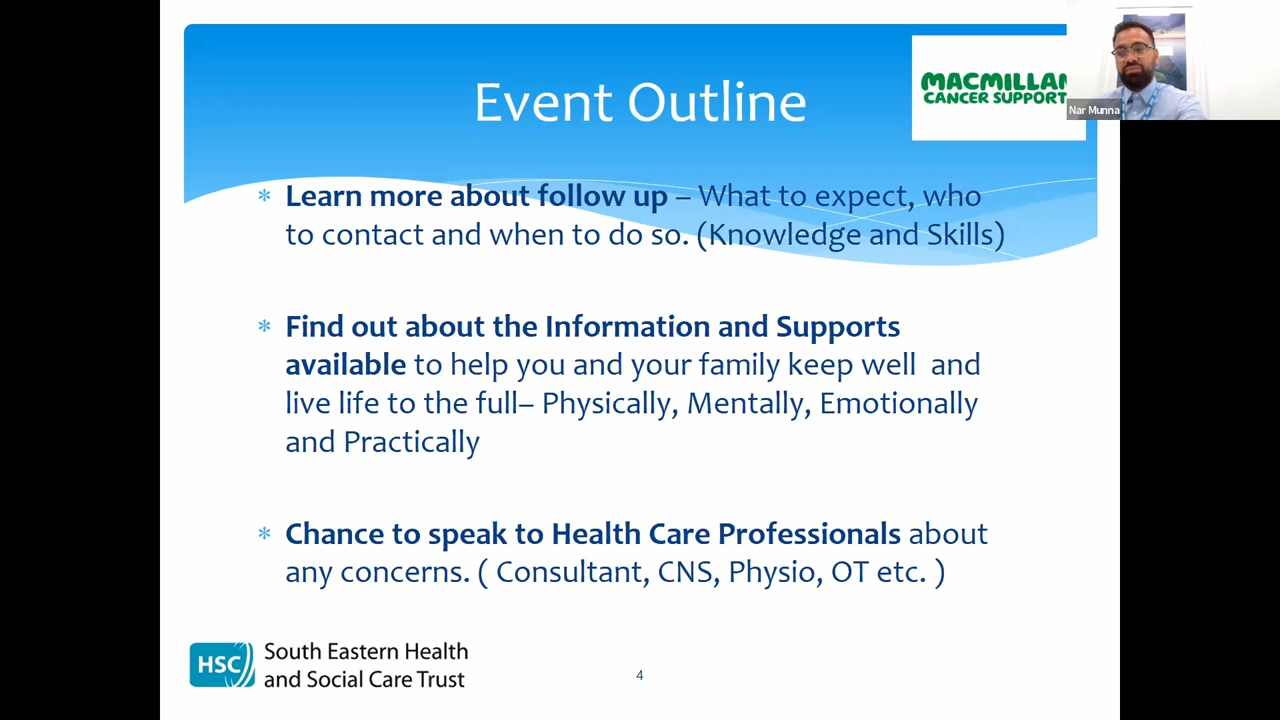 Event Outline
MACMILLAN
CANCER SUPPORT
Nar Munna
* Learn more about follow up – What to expect, who
to contact and when to do so. (Knowledge and Skills)
* Find out about the Information and Supports
available to help you and your family keep well and
live life to the full– Physically, Mentally, Emotionally
and Practically
* Chance to speak to Health Care Professionals about
any concerns. ( Consultant, CNS, Physio, OT etc. )
HSC
South Eastern Health
and Social Care Trust
4